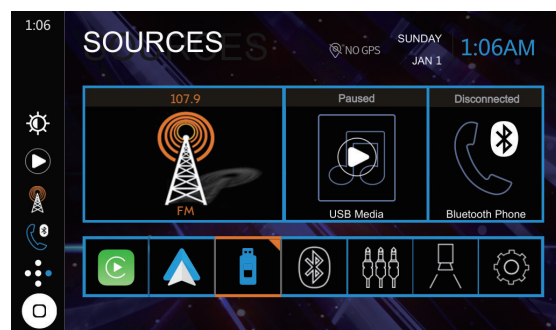 1:06
SOURCES
NO GPS
SUNDAY
JAN 1
1:06AM
107.9
FM
Paused
USB Media
Disconnected
Bluetooth Phone